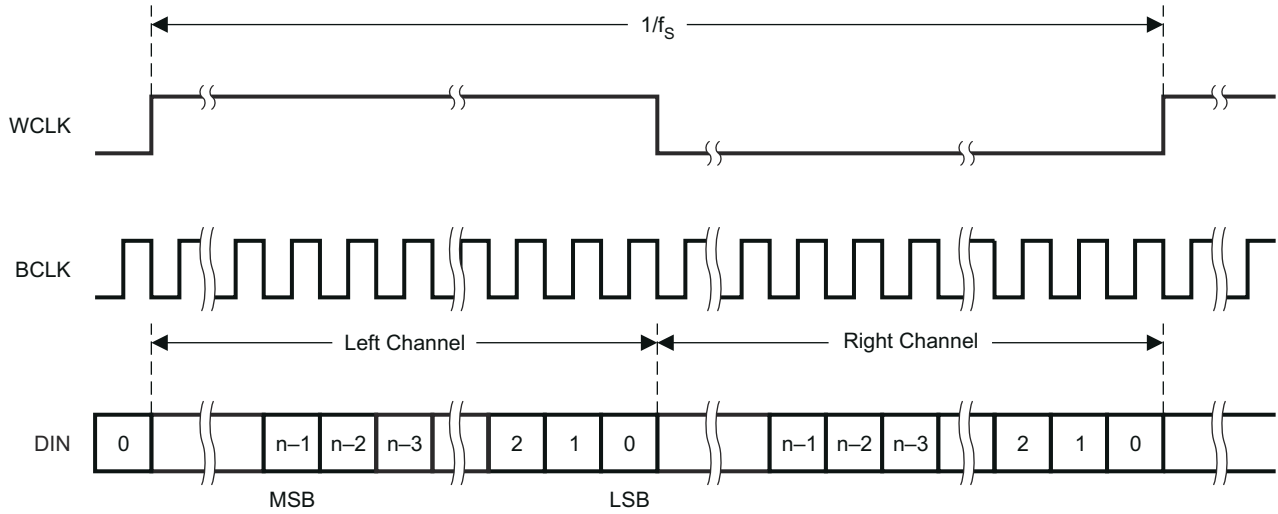 1/fS
WCLK
BCLK
Left Channel Right Channel
DIN 0 n–1 n–2 n–3 2 1 0 n–1 n–2 n–3 2 1 0
MSB LSB